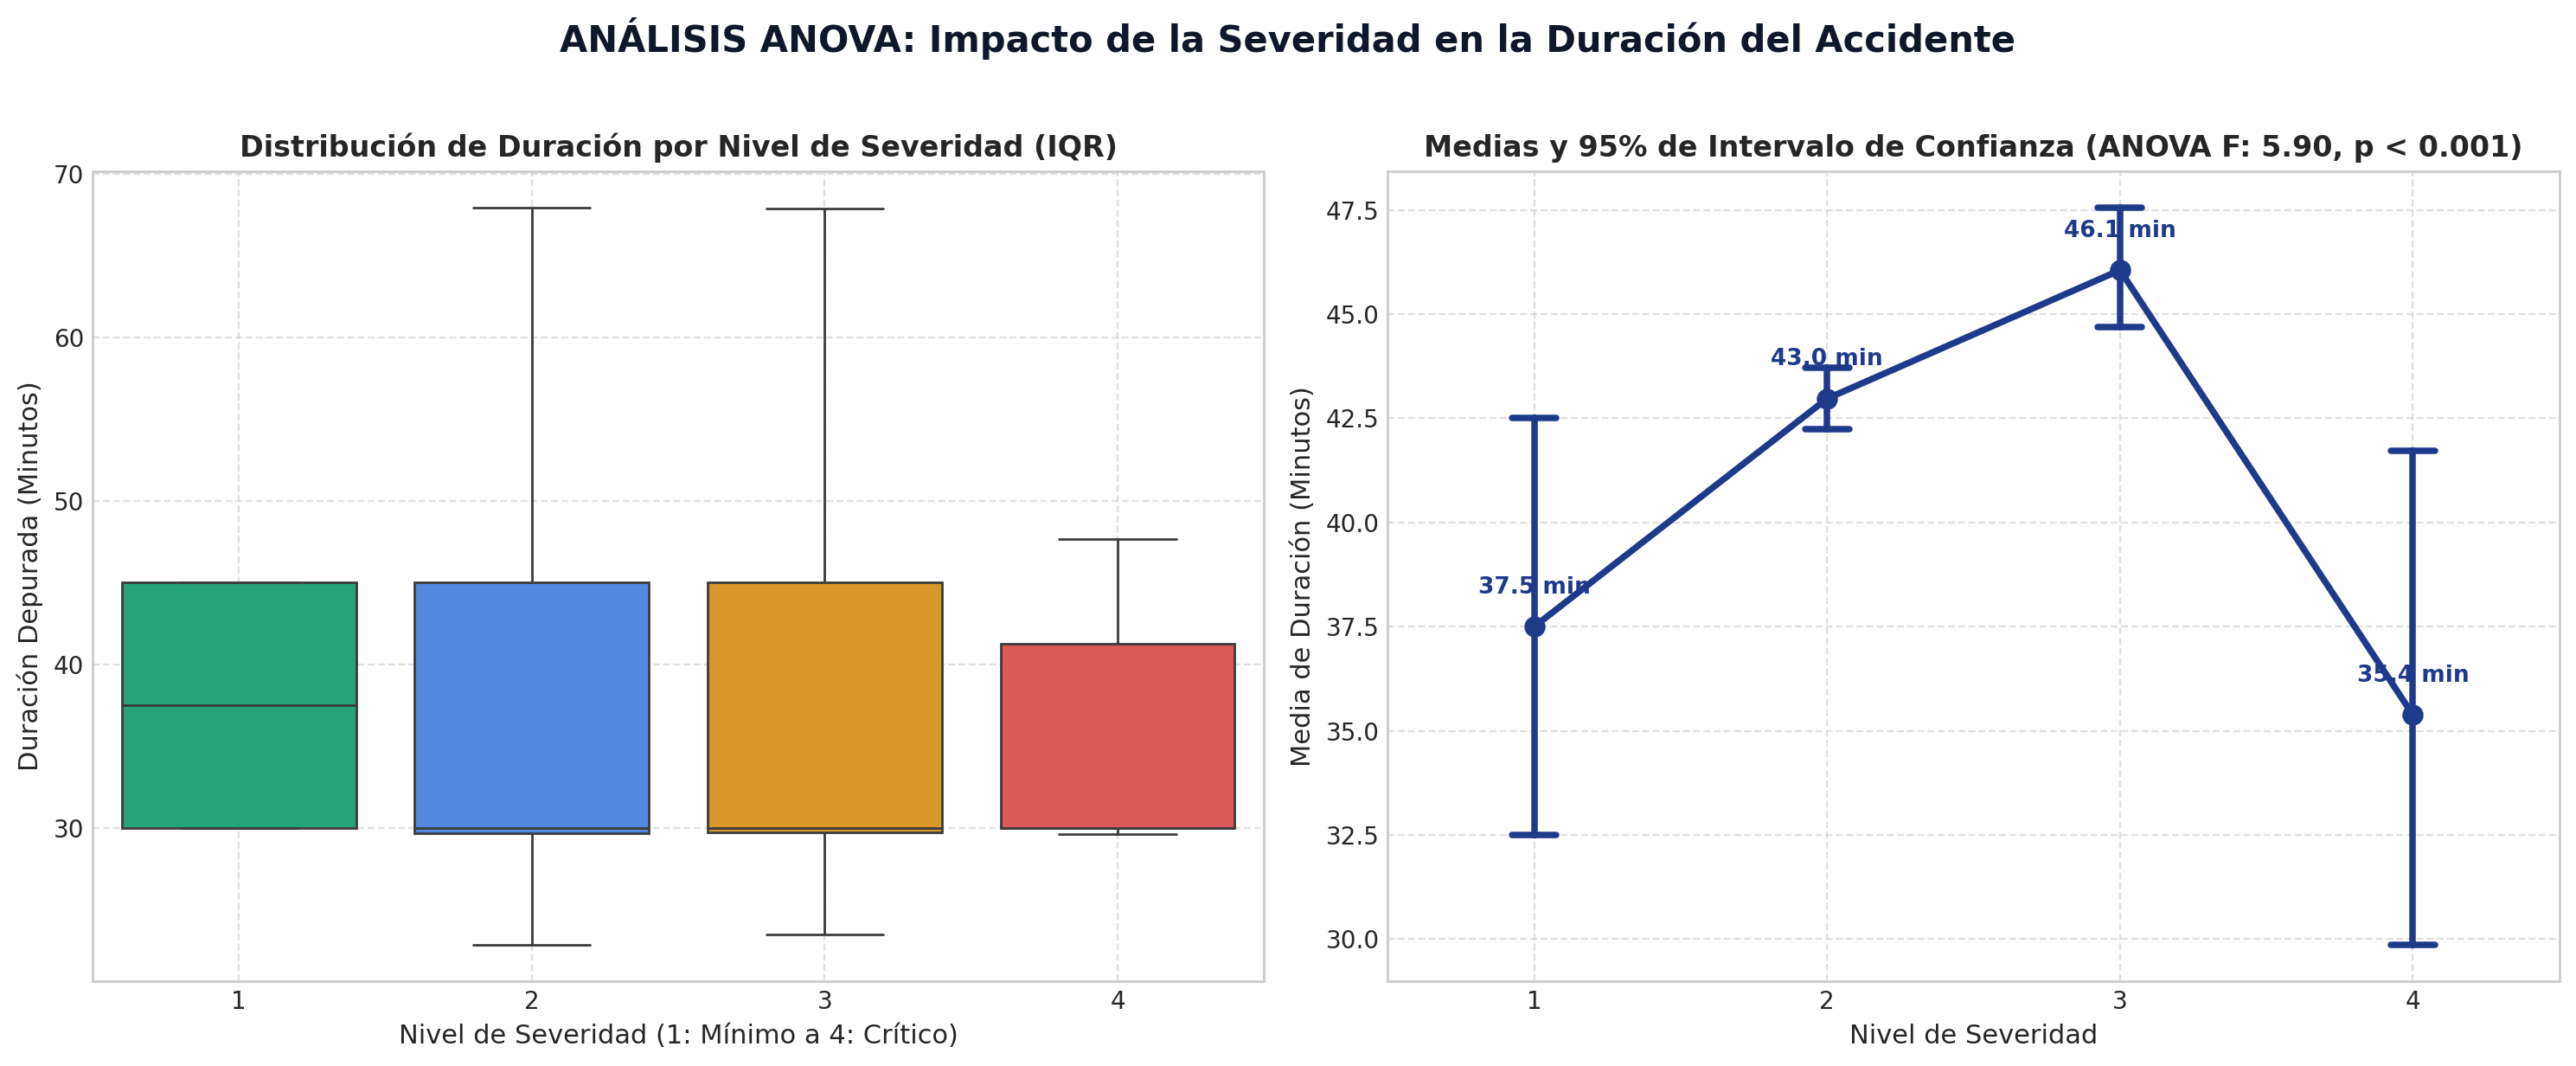 ANÁLISIS ANOVA: Impacto de la Severidad en la Duración del Accidente
Distribución de Duración por Nivel de Severidad (IQR)
70
60
50
40
30
Duración Depurada (Minutos)
1
2
3
4
Nivel de Severidad (1: Mínimo a 4: Crítico)
Medias y 95% de Intervalo de Confianza (ANOVA F: 5.90, p < 0.001)
47.5
45.0
42.5
40.0
37.5
35.0
32.5
30.0
Media de Duración (Minutos)
37.5 min
43.0 min
46.1 min
35.4 min
1
2
3
4
Nivel de Severidad